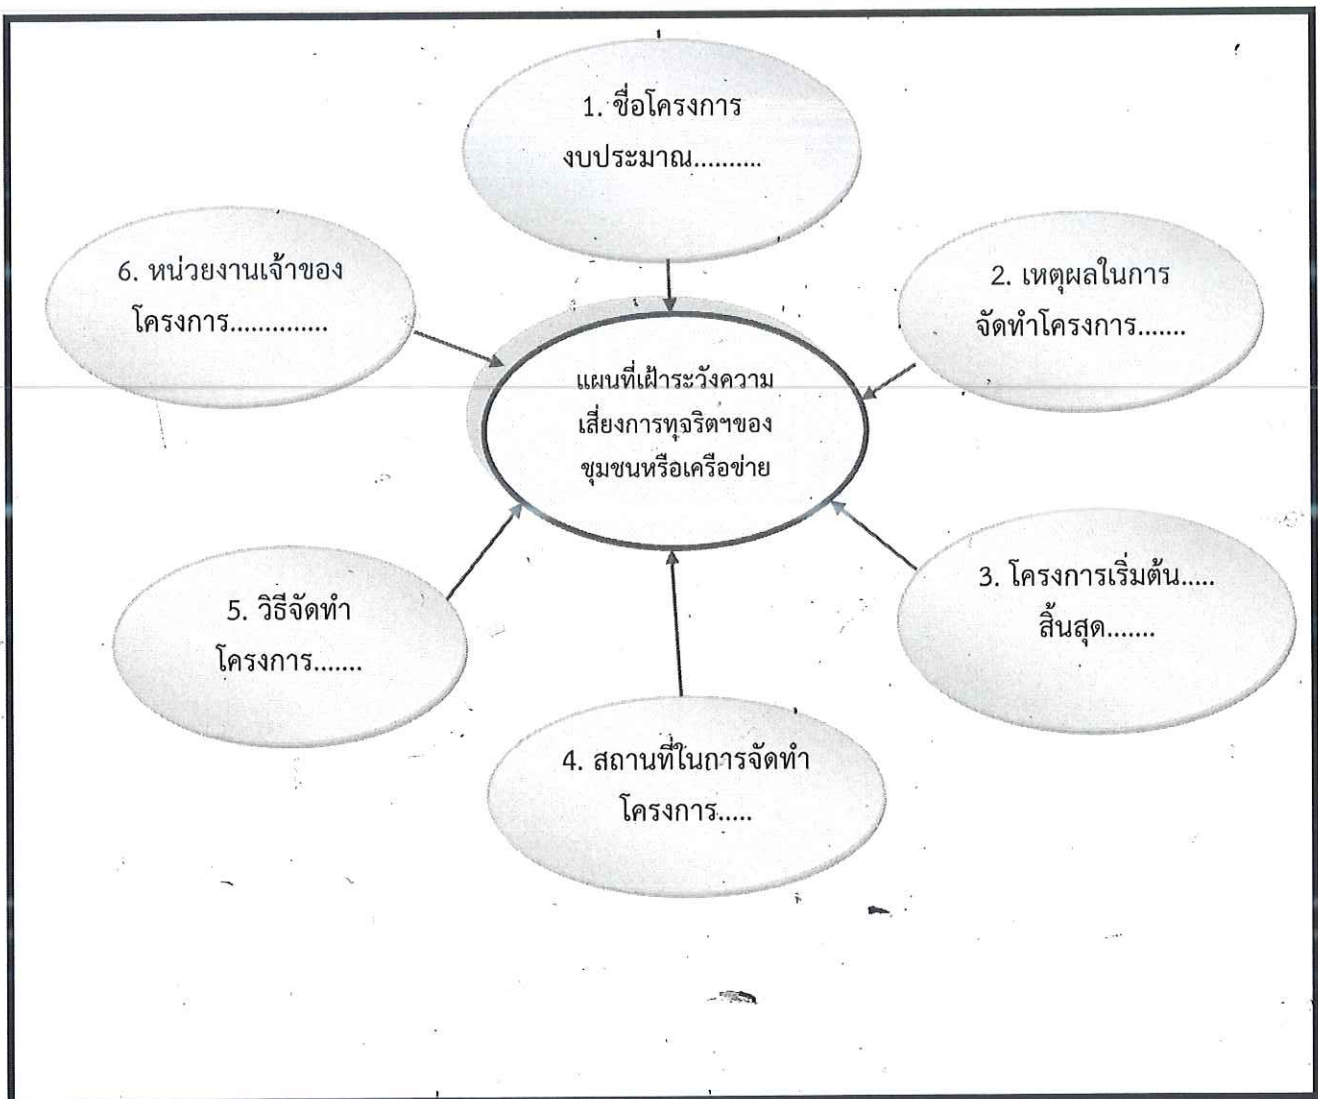 1. ชื่อโครงการ
งบประมาณ..........
2. เหตุผลในการ
จัดทำโครงการ.......
3. โครงการเริ่มต้น.....
สิ้นสุด.......
4. สถานที่ในการจัดทำ
โครงการ.....
5. วิธีจัดทำ
โครงการ.......
6. หน่วยงานเจ้าของ
โครงการ..............
แผนที่เฝ้าระวังความ
เสี่ยงการทุจริตฯของ
ชุมชนหรือเครือข่าย